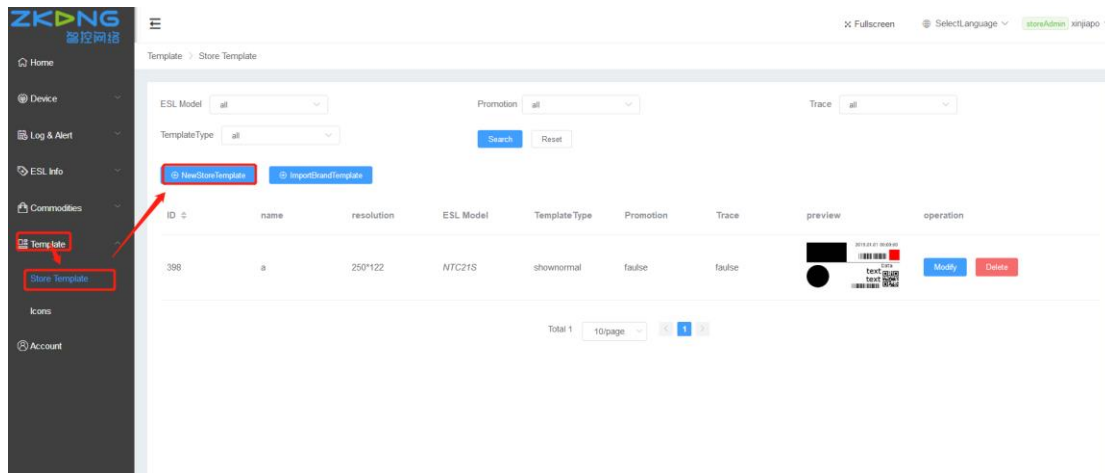 ZKDNG
智控网络
Fullscreen
SelectLanguage
storeAdmin xinjiapo
Home
Device
Log & Alert
ESL Info
Commodities
Template
Store Template
Icons
Account
Template > Store Template
ESL Model all
Promotion all
Trace all
TemplateType all
Search
Reset
NewStoreTemplate
ImportBrandTemplate
ID name resolution ESL Model TemplateType Promotion Trace preview operation
398 a 250*122 NTC21S shownormal faulse faulse
text
text
Modify Delete
Total 1 10/page < 1 >